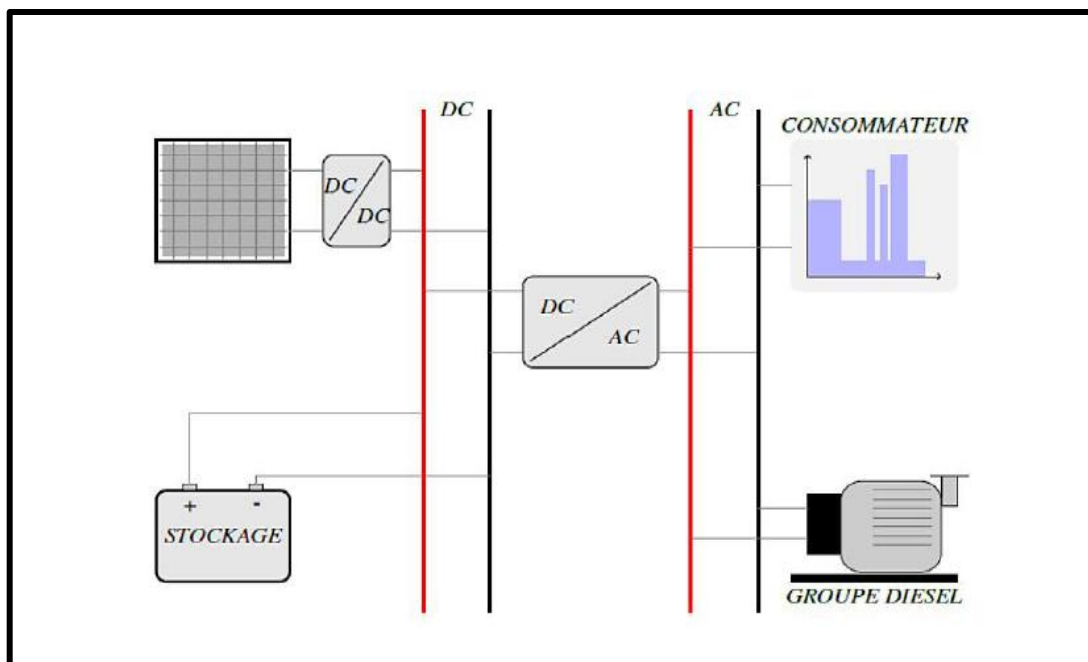 DC
AC
CONSOMMATEUR
DC
DC
DC
AC
+ -
STOCKAGE
GROUPE DIESEL